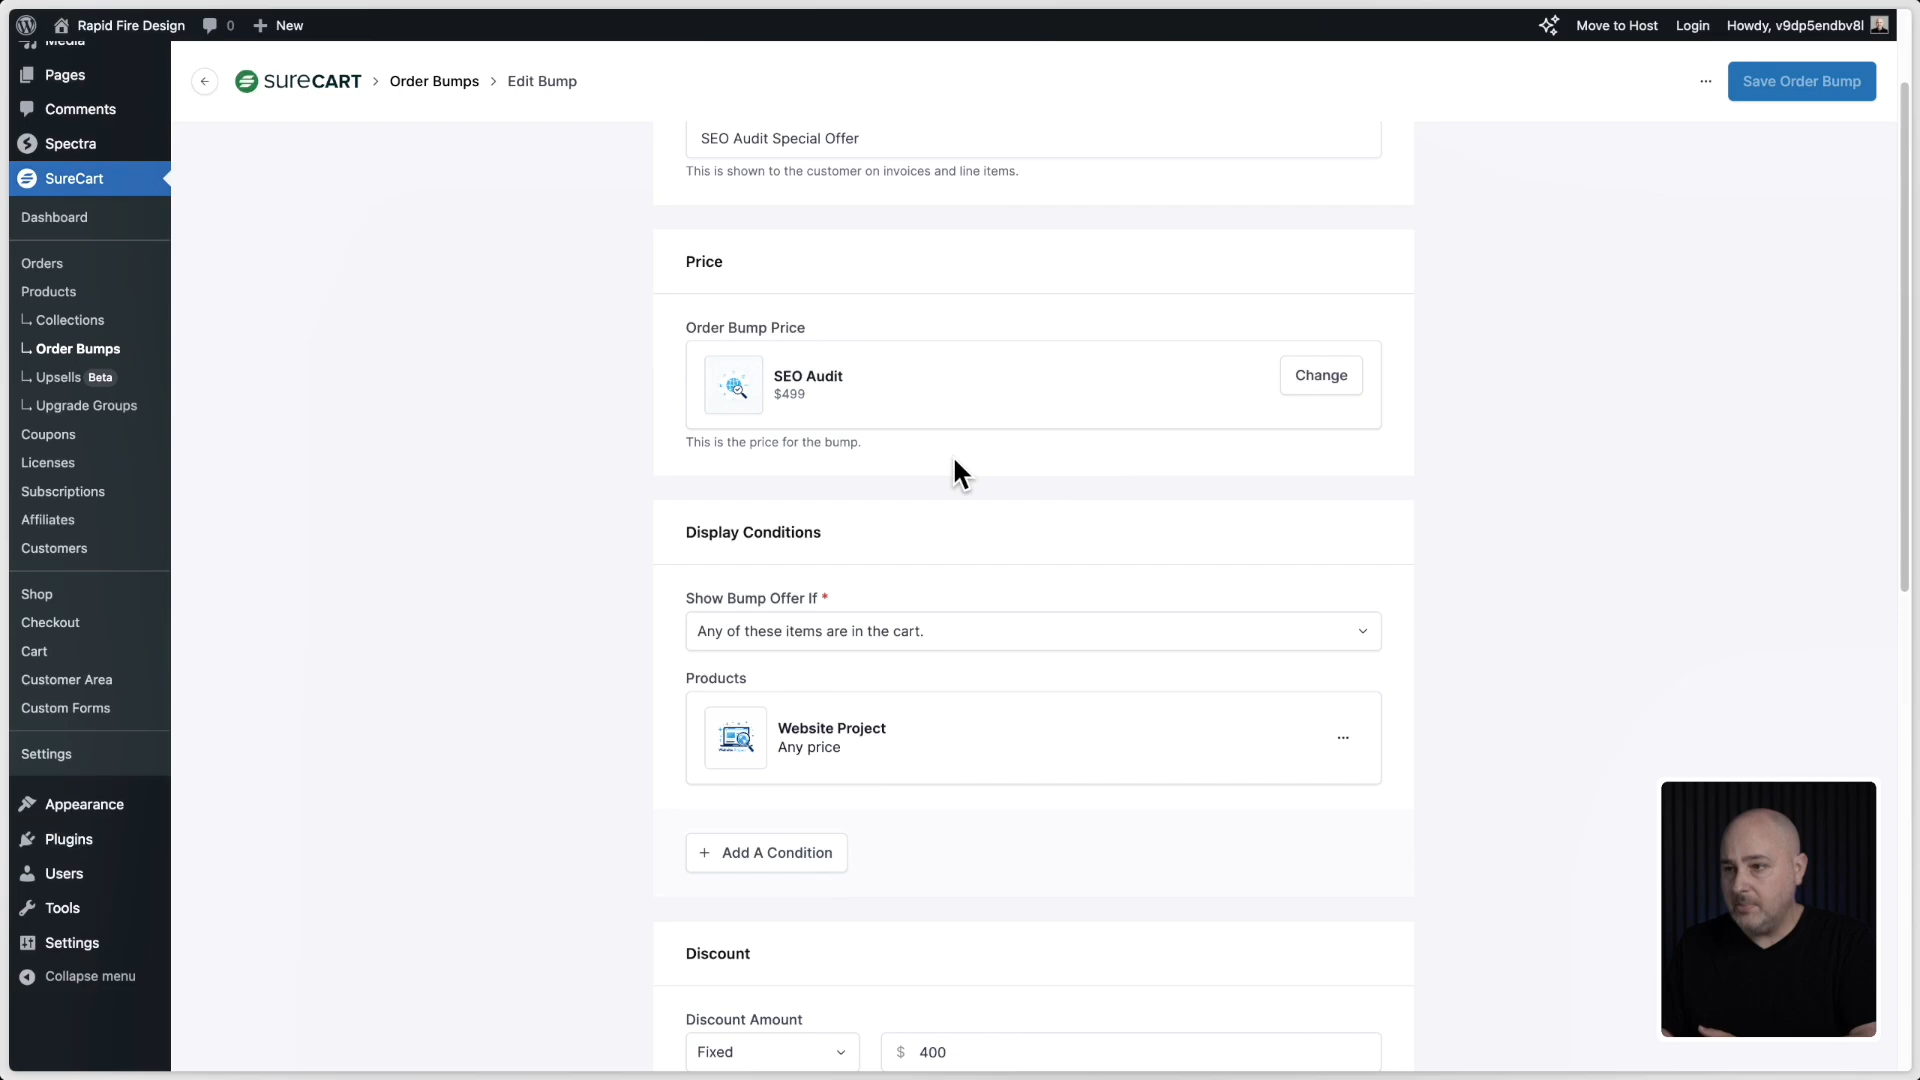 Rapid Fire Design
0
New
Move to Host
Login
Howdy, v9dp5endbv8l
Media
Pages
Comments
Spectra
SureCart
Dashboard
Orders
Products
Collections
Order Bumps
Upsells Beta
Upgrade Groups
Coupons
Licenses
Subscriptions
Affiliates
Customers
Shop
Checkout
Cart
Customer Area
Custom Forms
Settings
Appearance
Plugins
Users
Tools
Settings
Collapse menu
SURECART > Order Bumps > Edit Bump
...
Save Order Bump
SEO Audit Special Offer
This is shown to the customer on invoices and line items.
Price
Order Bump Price
SEO Audit
$499
Change
This is the price for the bump.
Display Conditions
Show Bump Offer If *
Any of these items are in the cart.
Products
Website Project
Any price
...
+ Add A Condition
Discount
Discount Amount
Fixed
$ 400